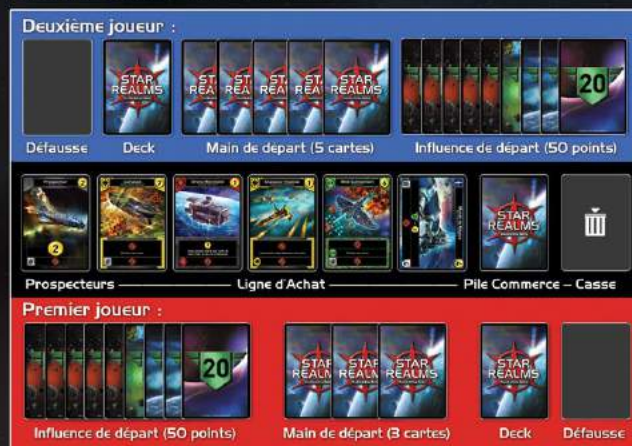 Deuxième joueur :
STAR REALMS
STAR REALMS
20
Défausse
Deck
Main de départ (5 cartes)
Influence de départ (50 points)
Prospecteur
2
STAR REALMS
Prospecteurs
Ligne d'Achat
Pile Commerce – Casse
Premier joueur :
20
STAR REALMS
STAR REALMS
Influence de départ (50 points)
Main de départ (3 cartes)
Deck
Défausse